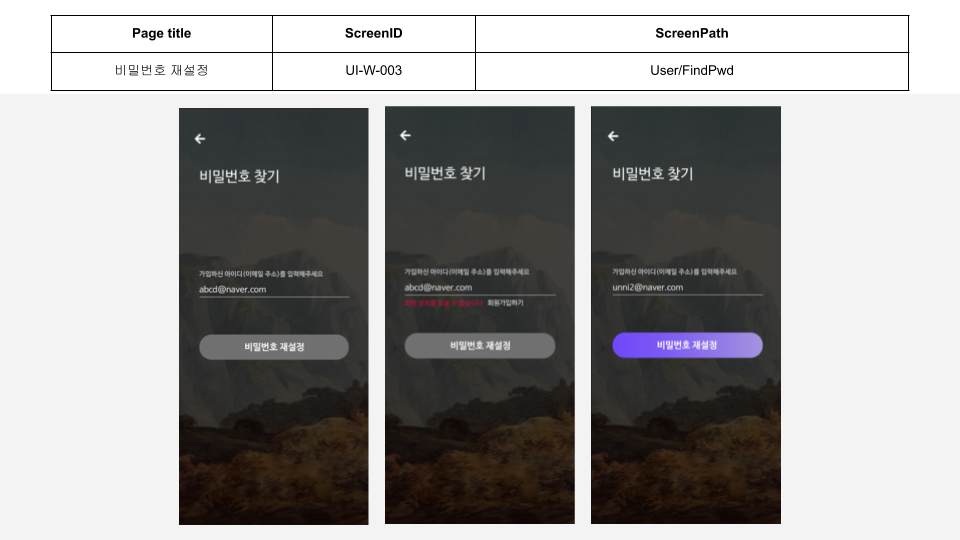 Page title ScreenID ScreenPath
비밀번호 재설정 UI-W-003 User/FindPwd
비밀번호 찾기
가입하신 아이디(이메일 주소)를 입력해주세요
abcd@naver.com
비밀번호 재설정
비밀번호 찾기
가입하신 아이디(이메일 주소)를 입력해주세요
abcd@naver.com
회원가입하기
비밀번호 재설정
비밀번호 찾기
가입하신 아이디(이메일 주소)를 입력해주세요
unni2@naver.com
비밀번호 재설정